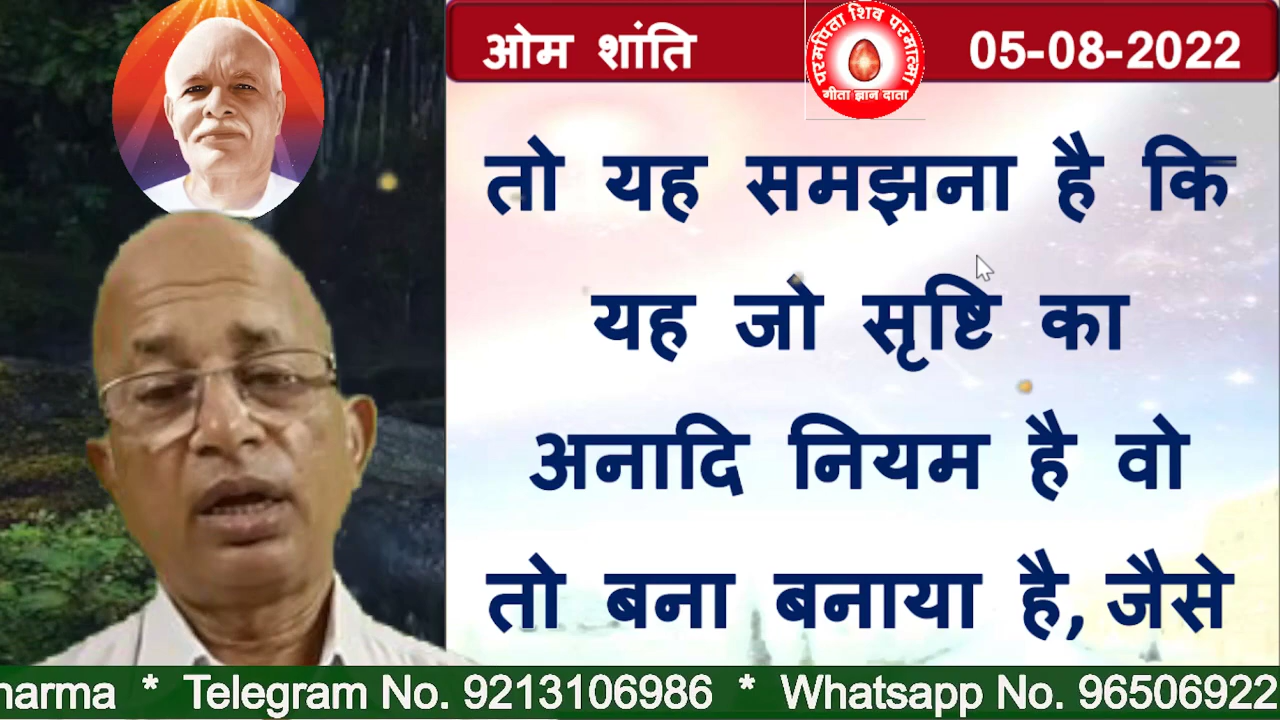 ओम शांति
परमपिता शिव परमात्मा
गीता ज्ञान दाता
05-08-2022
तो यह समझना है कि
यह जो सृष्टि का
अनादि नियम है वो
तो बना बनाया है, जैसे
harma * Telegram No. 9213106986 * Whatsapp No. 96506922